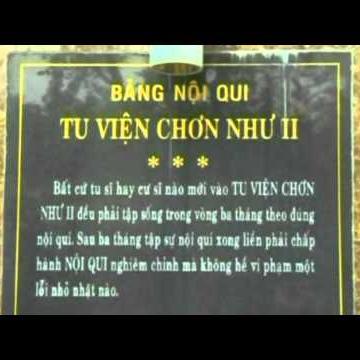 BẢNG NỘI QUI
TU VIỆN CHƠN NHƯ II
* * *
Bất cứ tu sĩ hay cư sĩ nào mới vào TU VIỆN CHƠN
NHƯ II đều phải tập sống trong vòng ba tháng theo đúng
nội qui. Sau ba tháng tập sự nội qui xong liền phải chấp
hành NỘI QUI nghiêm chỉnh mà không hề vi phạm một
lỗi nhỏ nhặt nào.